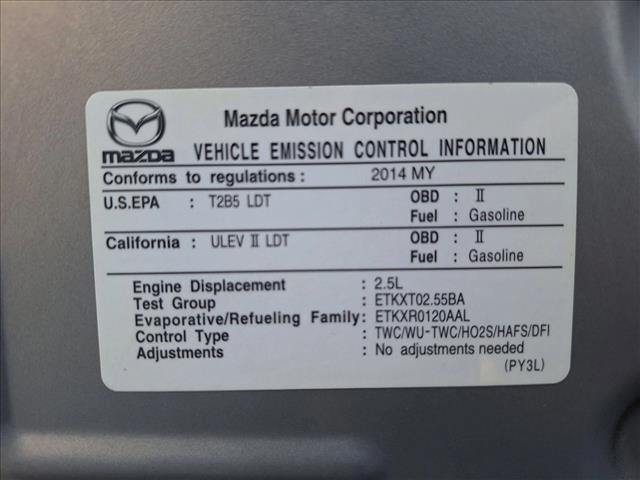 Mazda Motor Corporation
mazda VEHICLE EMISSION CONTROL INFORMATION
Conforms to regulations : 2014 MY
U.S.EPA : T2B5 LDT OBD : II
Fuel : Gasoline
California : ULEV II LDT OBD : II
Fuel : Gasoline
Engine Displacement : 2.5L
Test Group : ETKXT02.55BA
Evaporative/Refueling Family: ETKXR0120AAL
Control Type : TWC/WU-TWC/HO2S/HAFS/DFI
Adjustments : No adjustments needed
(PY3L)